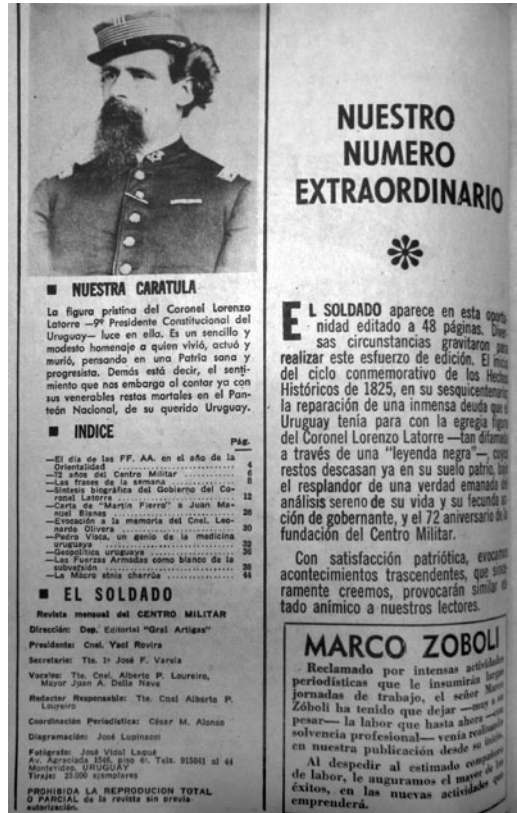 ■ NUESTRA CARATULA
La figura prístina del Coronel Lorenzo
Latorre —9º Presidente Constitucional del
Uruguay— luce en ella. Es un sencillo y
modesto homenaje a quien vivió, actuó y
murió, pensando en una Patria sana y
progresista. Demás está decir, el senti-
miento que nos embarga al contar ya con
sus venerables restos mortales en el Pan-
teón Nacional, de su querido Uruguay.
■ INDICE
Pág.
—El día de las FF. AA. en el año de la
Orientalidad ........ 4
—72 años del Centro Militar ........ 6
—Las frases de la semana ........ 8
—Síntesis biográfica del Gobierno del Co-
ronel Latorre ........ 12
—Carta de "Martín Fierro" a Juan Ma-
nuel Blanes ........ 26
—Evocación a la memoria del Cnel. Leo-
nardo Olivera ........ 30
—Pedro Visca, un genio de la medicina
uruguaya ........ 32
—Geopolítica uruguaya ........ 36
—Las Fuerzas Armadas como blanco de la
subversión ........ 38
—La Macro etnia charrúa ........ 44
■ EL SOLDADO
Revista mensual del CENTRO MILITAR
Dirección: Dep. Editorial "Gral Artigas"
Presidente: Cnel. Yacl Rovira
Secretario: Tte. 1º José F. Varela
Vocales: Tte. Cnel. Alberto P. Loureiro,
Mayor Juan A. Della Nave
Redactor Responsable: Tte. Cnel Alberto P.
Loureiro
Coordinación Periodística: César M. Alonso
Diagramación: José Lupinacci
Fotógrafo: José Vidal Laqué
Av. Agraciada 1546, piso 6º. Tels. al 44
Montevideo, URUGUAY
Tiraje: 25.000 ejemplares
PROHIBIDA LA REPRODUCION TOTAL
O PARCIAL de la revista sin previa
autorización.
NUESTRO
NUMERO
EXTRAORDINARIO
EL SOLDADO aparece en esta oportu-
nidad editado a 48 páginas. Diver-
sas circunstancias gravitaron para
realizar este esfuerzo de edición. El inicio
del ciclo conmemorativo de los Hechos
Históricos de 1825, en su sesquicentenario,
la reparación de una inmensa deuda que el
Uruguay tenía para con la egregia figura
del Coronel Lorenzo Latorre —tan difamada
a través de una "leyenda negra"—, cuyos
restos descansan ya en su suelo patrio, bajo
el resplandor de una verdad emanada del
análisis sereno de su vida y su fecunda ac-
ción de gobernante, y el 72 aniversario de la
fundación del Centro Militar.
Con satisfacción patriótica, evocamos
acontecimientos trascendentes, que since-
ramente creemos, provocarán similar es-
tado anímico a nuestros lectores.
MARCO ZOBOLI
Reclamado por intensas actividades
periodísticas que le insumirán largas
jornadas de trabajo, el señor Marco
Zóboli ha tenido que dejar —muy a su
pesar— la labor que hasta ahora —con
solvencia profesional— venía realizando
en nuestra publicación desde su inicio.
Al despedir al estimado compañero
de labor, le auguramos el mayor de los
éxitos, en las nuevas actividades que
emprenderá.